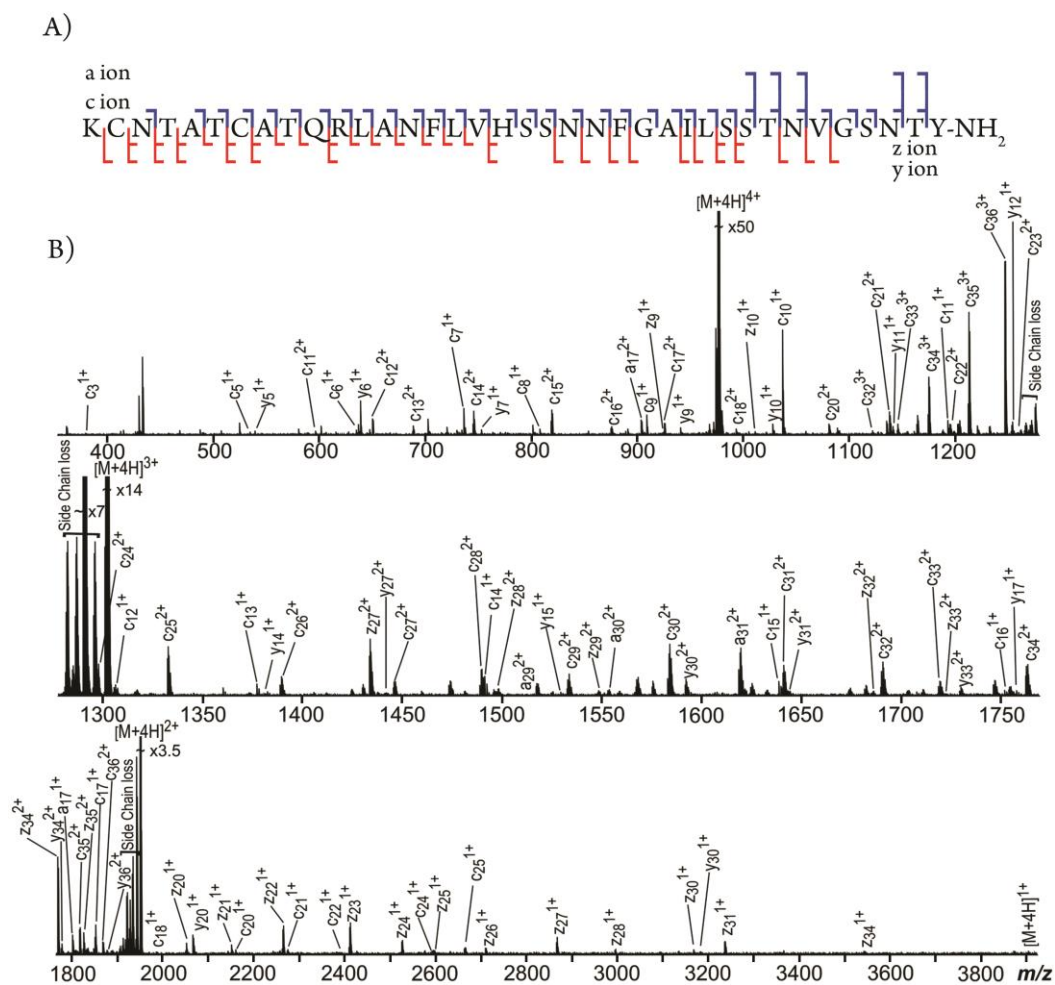 A)
a ion
c ion
KCNTATCATQRLANFLVHSSNNFGAILSSTNVGSNTY-NH2
z ion
y ion
B)
[M+4H]4+
~ x50
c3 1+
c5 1+
y5 1+
c11 2+
c6 1+
y6 1+
c12 2+
c13 2+
c7 1+
c14 2+
y7 1+
c8 1+
c15 2+
c16 2+
a17 2+
c9 1+
z9 1+
c17 2+
y9 1+
c18 2+
z10 1+
y10 1+
c10 1+
c20 2+
c32 3+
c21 2+
y11 1+
c33 3+
c34 3+
c11 1+
c22 2+
c35 3+
c36 3+
y12 1+
c23 2+
Side Chain loss
400 500 600 700 800 900 1000 1100 1200
Side Chain loss
~ x7
[M+4H]3+
~ x14
c24 2+
c12 1+
c25 2+
c13 1+
y14 1+
c26 2+
z27 2+
y27 2+
c27 2+
c28 2+
c14 1+
z28 2+
a29 2+
y15 1+
c29 2+
z29 2+
a30 2+
c30 2+
y30 2+
a31 2+
c15 1+
c31 2+
y31 2+
z32 2+
c32 2+
c33 2+
z33 2+
y33 2+
c16 1+
y17 1+
c34 2+
1300 1350 1400 1450 1500 1550 1600 1650 1700 1750
[M+4H]2+
~ x3.5
z34 2+
y34 2+
a17 1+
c35 2+
z35 2+
c17 1+
c36 2+
y36 2+
Side Chain loss
c18 1+
z20 1+
y20 1+
z21 1+
c20 1+
z22 1+
c21 1+
c22 1+
z23 1+
z24 1+
c24 1+
z25 1+
c25 1+
z26 1+
z27 1+
z28 1+
z30 1+
y30 1+
z31 1+
z34 1+
[M+4H]1+
1800 2000 2200 2400 2600 2800 3000 3200 3400 3600 3800 m/z